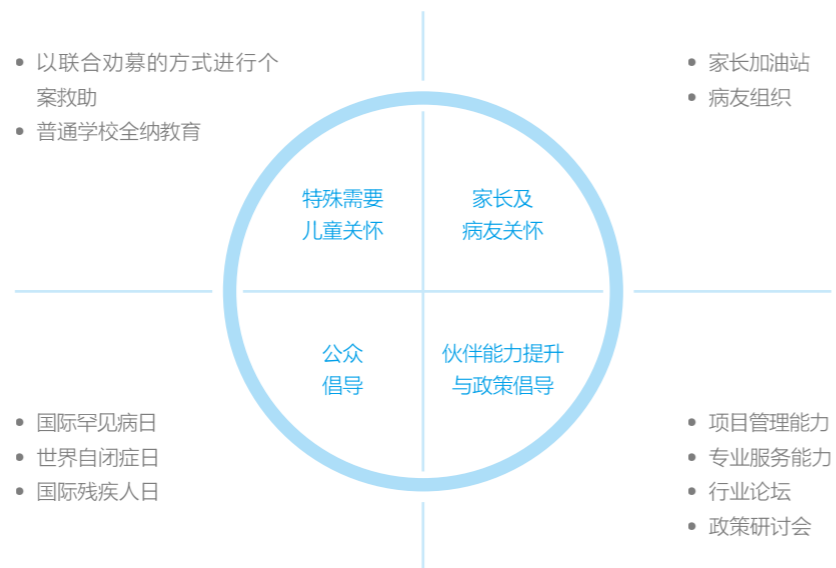 以联合劝募的方式进行个
案救助
普通学校全纳教育
家长加油站
病友组织
特殊需要
儿童关怀
家长及
病友关怀
公众
倡导
伙伴能力提升
与政策倡导
国际罕见病日
世界自闭症日
国际残疾人日
项目管理能力
专业服务能力
行业论坛
政策研讨会